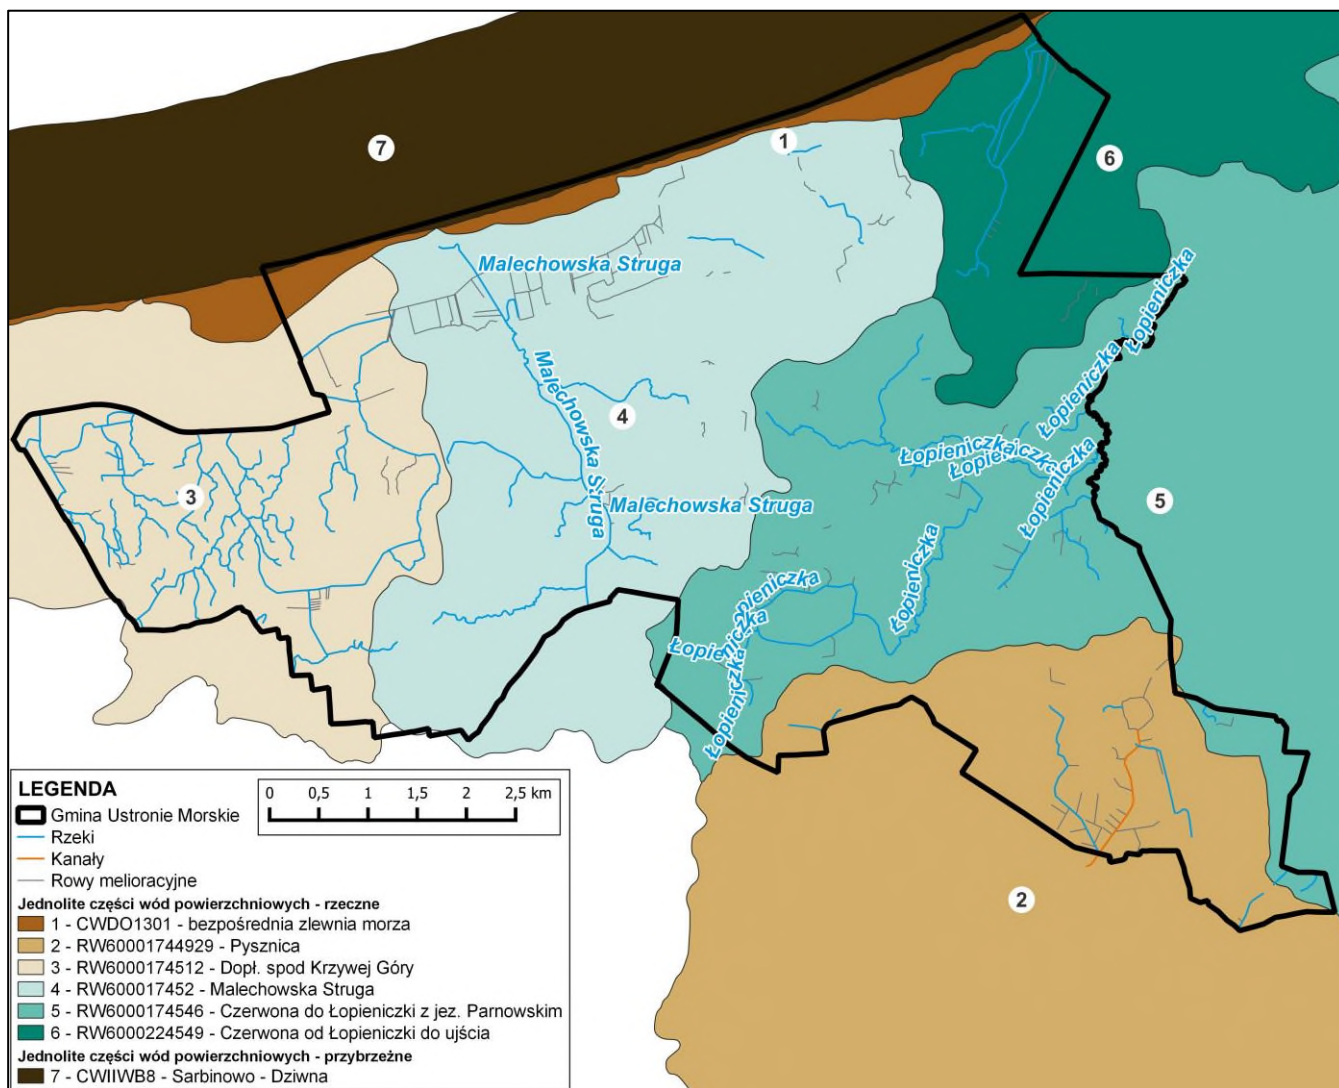 7
1
6
Malechowska Struga
Łopieniczka
Malechowska Struga
Łopieniczka
4
Łopieniczka
Łopieniczka
Łopieniczka
3
5
Malechowska Struga
Łopieniczka
Łopieniczka
Łopieniczka
Łopieniczka
2
LEGENDA
0 0,5 1 1,5 2 2,5 km
Gmina Ustronie Morskie
Rzeki
Kanały
Rowy melioracyjne
Jednolite części wód powierzchniowych - rzeczne
1 - CWDO1301 - bezpośrednia zlewnia morza
2 - RW60001744929 - Pysznica
3 - RW6000174512 - Dopł. spod Krzywej Góry
4 - RW600017452 - Malechowska Struga
5 - RW6000174546 - Czerwona do Łopieniczki z jez. Parnowskim
6 - RW6000224549 - Czerwona od Łopieniczki do ujścia
Jednolite części wód powierzchniowych - przybrzeżne
7 - CWIIWB8 - Sarbinowo - Dziwna